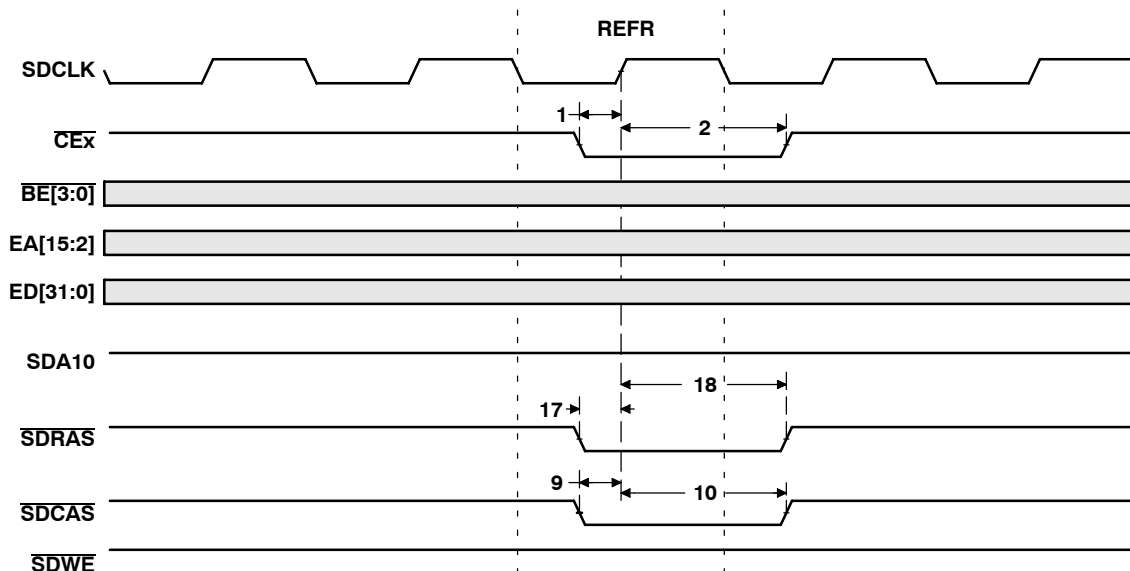 REFR
SDCLK
1
CEx
2
BE[3:0]
EA[15:2]
ED[31:0]
SDA10
18
17
SDRAS
9
10
SDCAS
SDWE